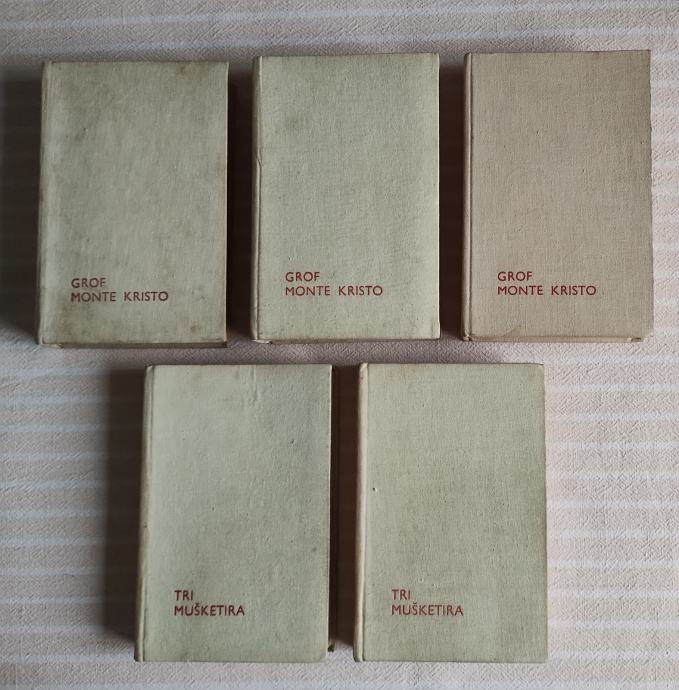 GROF
MONTE KRISTO
GROF
MONTE KRISTO
GROF
MONTE KRISTO
TRI
MUŠKETIRA
TRI
MUŠKETIRA